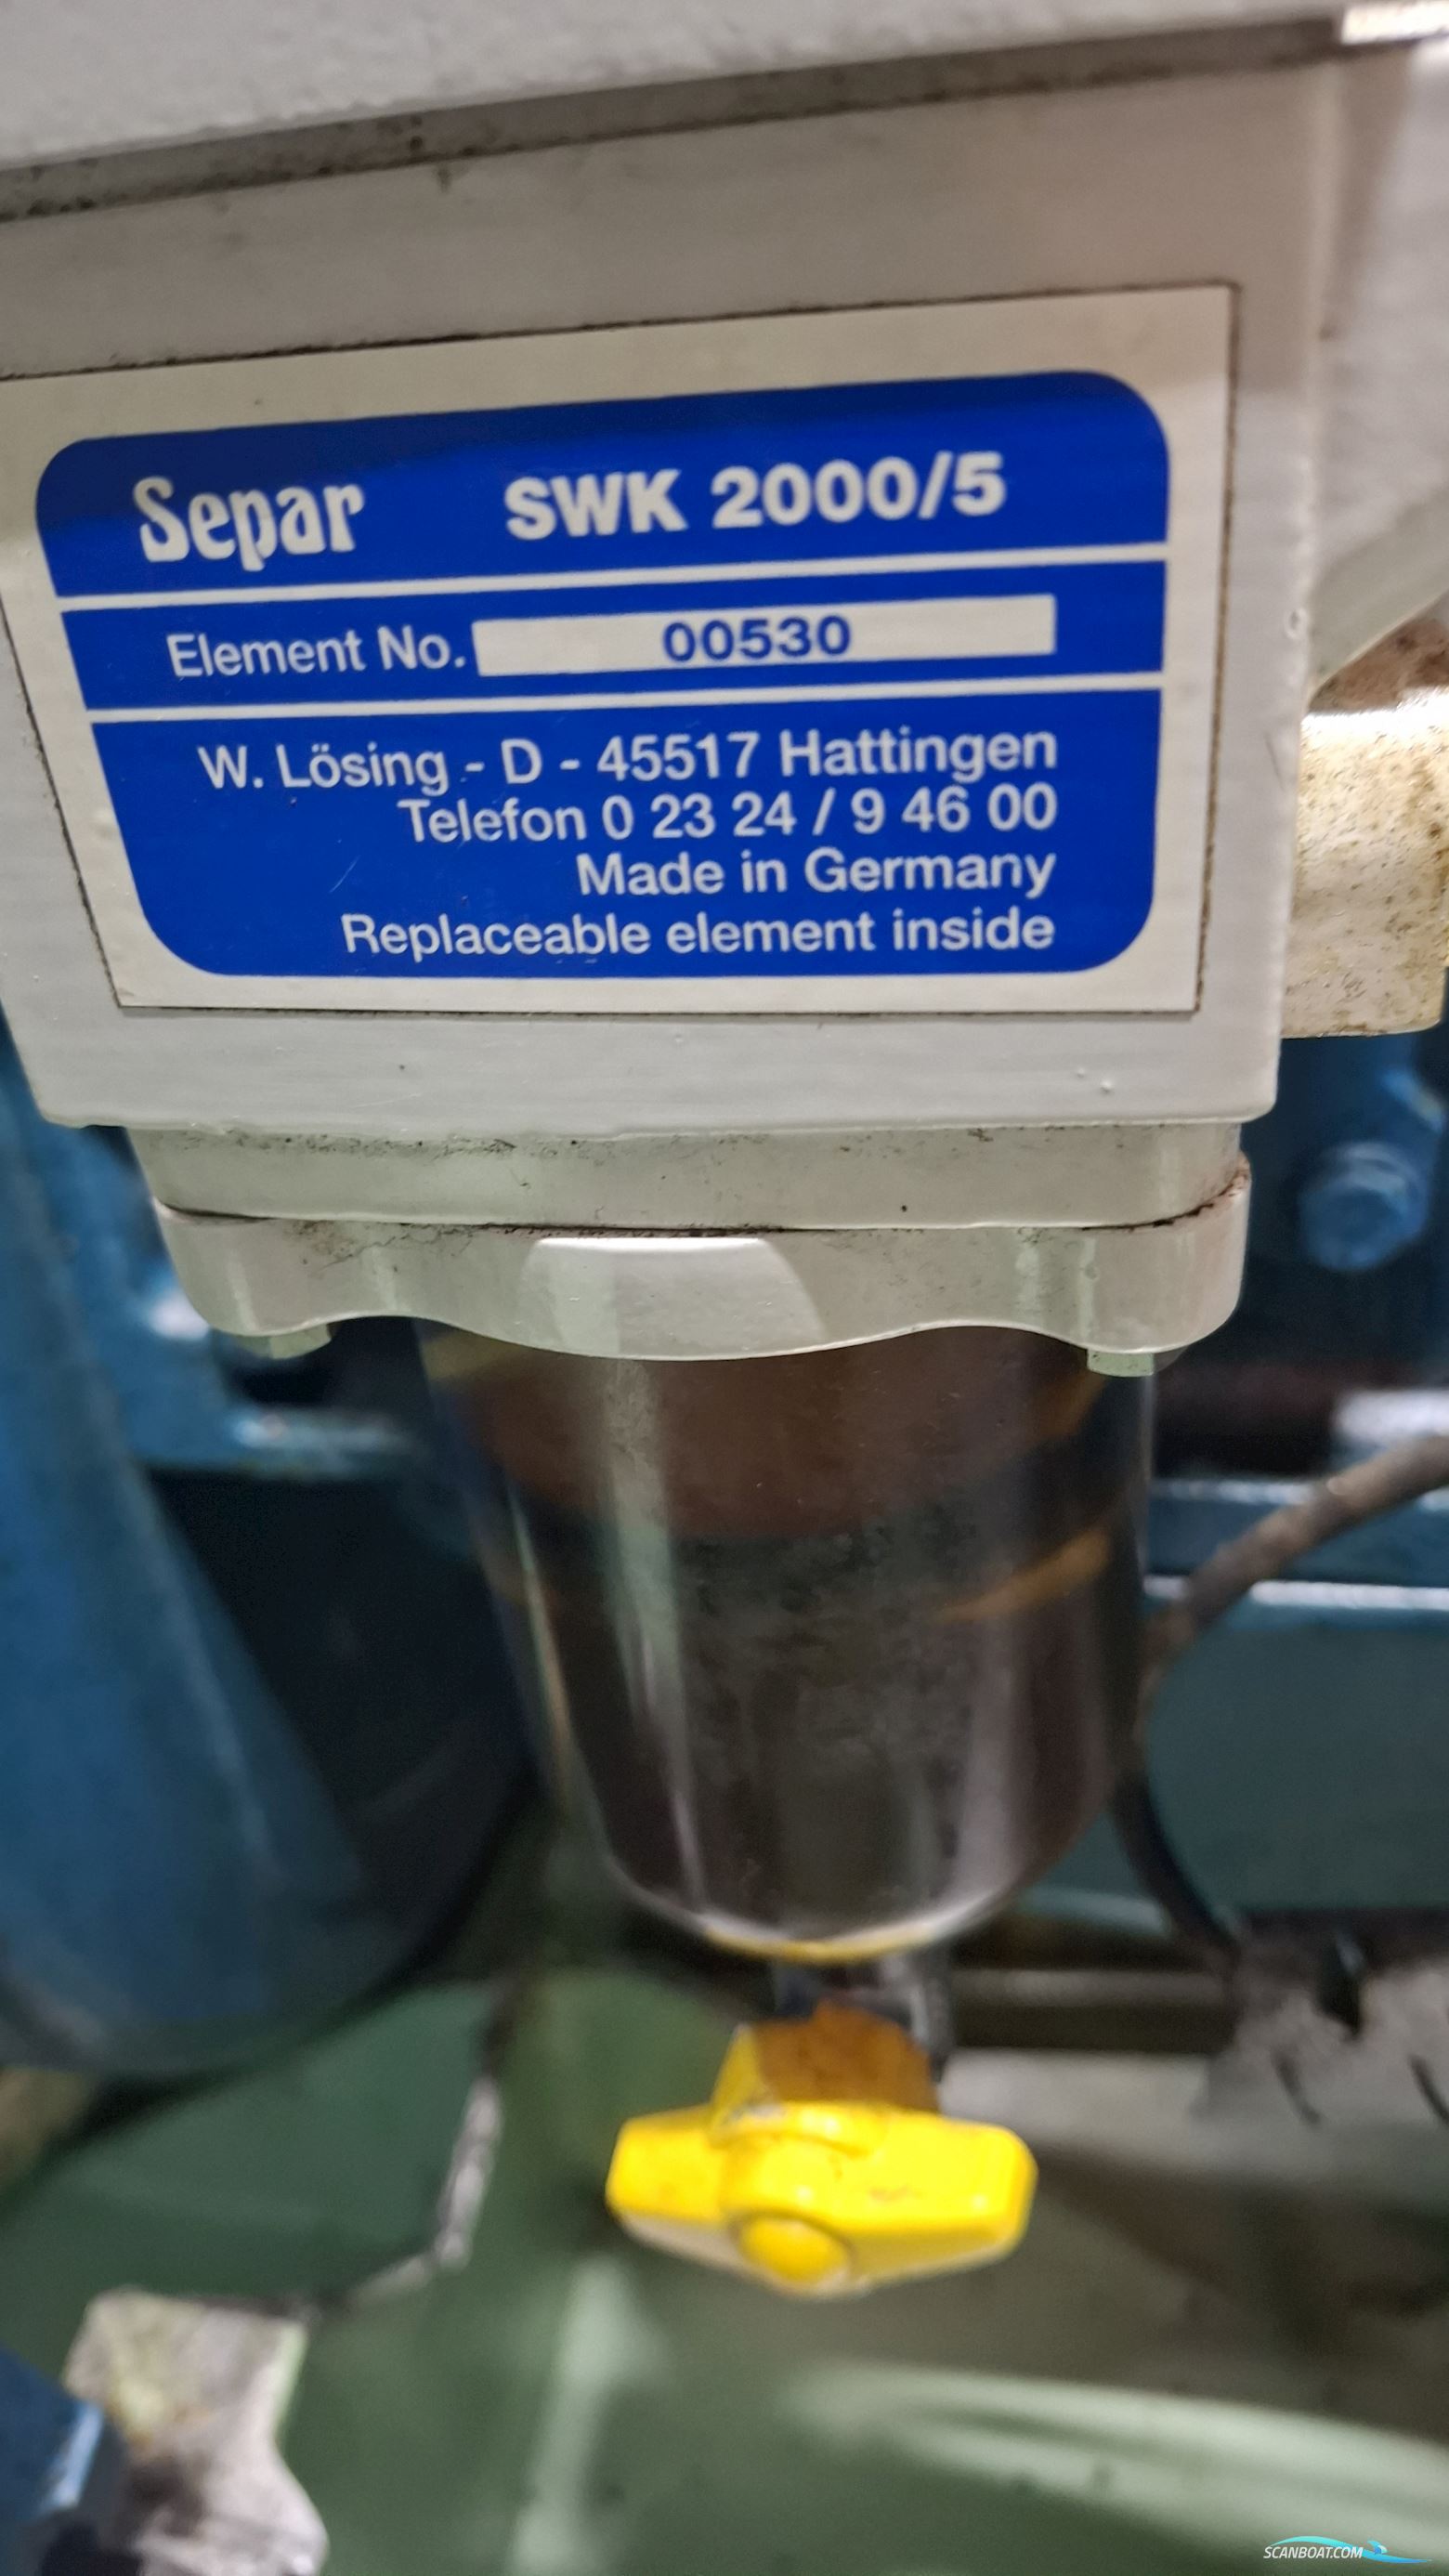 Separ SWK 2000/5
Element No. 00530
W. Lösing - D - 45517 Hattingen
Telefon 0 23 24 / 9 46 00
Made in Germany
Replaceable element inside
SCANBOAT.COM